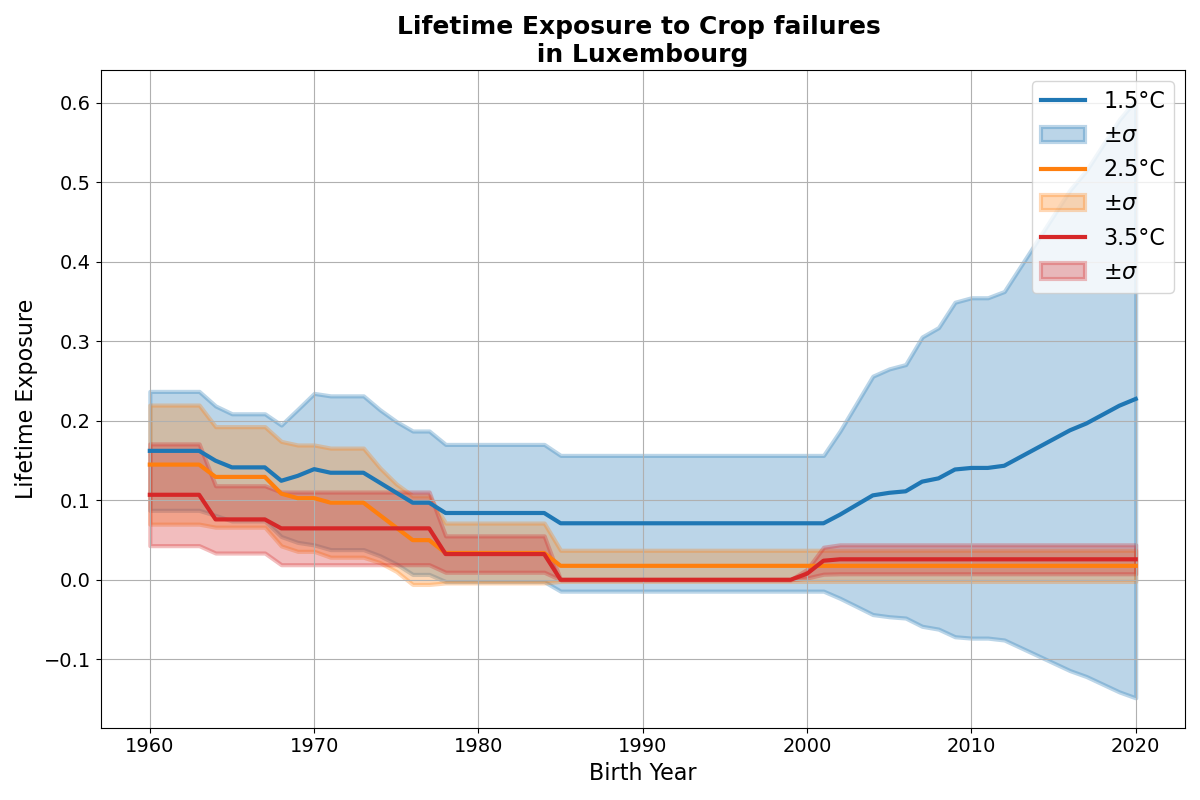 Lifetime Exposure to Crop failures
in Luxembourg
0.6
0.5
0.4
0.3
0.2
0.1
0.0
−0.1
Lifetime Exposure
1.5°C
±σ
2.5°C
±σ
3.5°C
±σ
1960 1970 1980 1990 2000 2010 2020
Birth Year